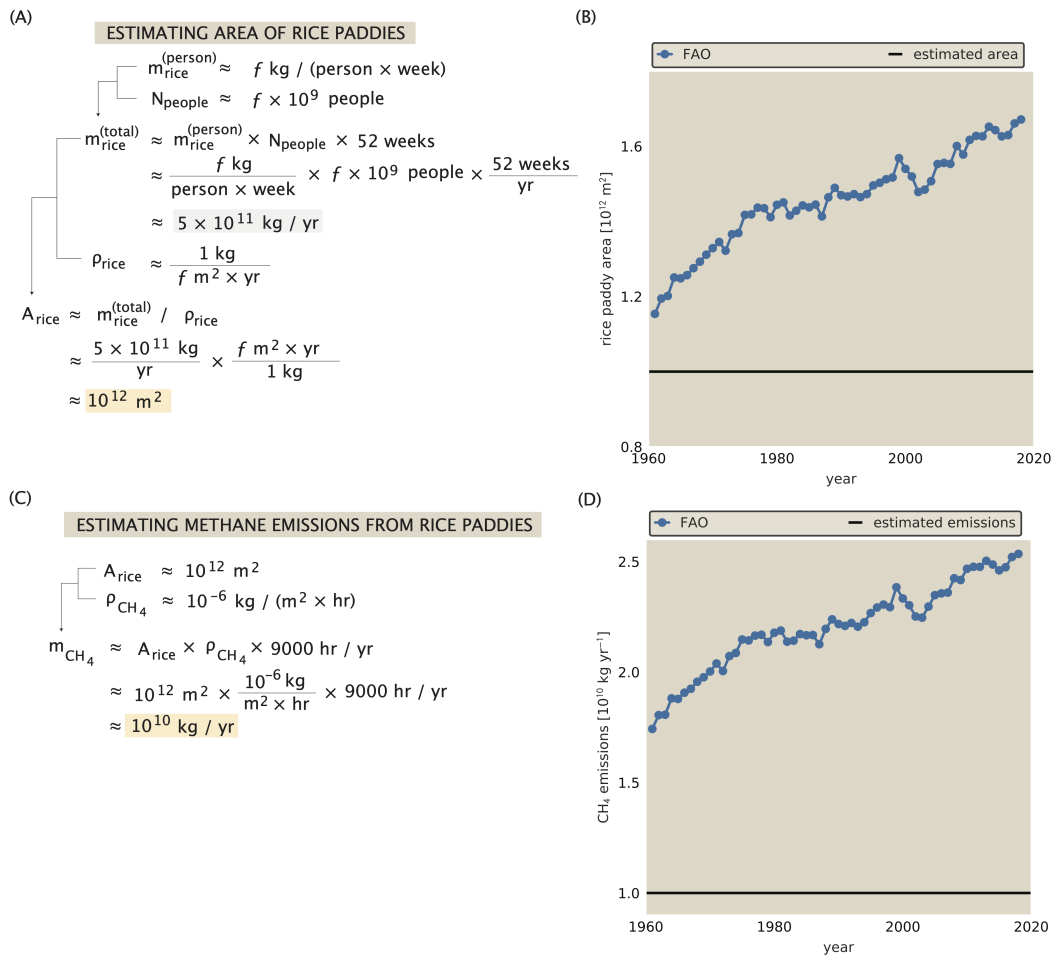 (A)
ESTIMATING AREA OF RICE PADDIES
m_rice^(person) ≈ f kg / (person × week)
N_people ≈ f × 10^9 people
m_rice^(total) ≈ m_rice^(person) × N_people × 52 weeks
≈ f kg / person × week × f × 10^9 people × 52 weeks / yr
≈ 5 × 10^11 kg / yr
ρ_rice ≈ 1 kg / f m^2 × yr
A_rice ≈ m_rice^(total) / ρ_rice
≈ 5 × 10^11 kg / yr × f m^2 × yr / 1 kg
≈ 10^12 m^2
(B)
FAO
estimated area
rice paddy area [10^12 m^2]
1.6
1.2
0.8
1960
1980
2000
2020
year
(C)
ESTIMATING METHANE EMISSIONS FROM RICE PADDIES
A_rice ≈ 10^12 m^2
ρ_CH4 ≈ 10^−6 kg / (m^2 × hr)
m_CH4 ≈ A_rice × ρ_CH4 × 9000 hr / yr
≈ 10^12 m^2 × 10^−6 kg / m^2 × hr × 9000 hr / yr
≈ 10^10 kg / yr
(D)
FAO
estimated emissions
CH4 emissions [10^10 kg yr^−1]
2.5
2.0
1.5
1.0
1960
1980
2000
2020
year